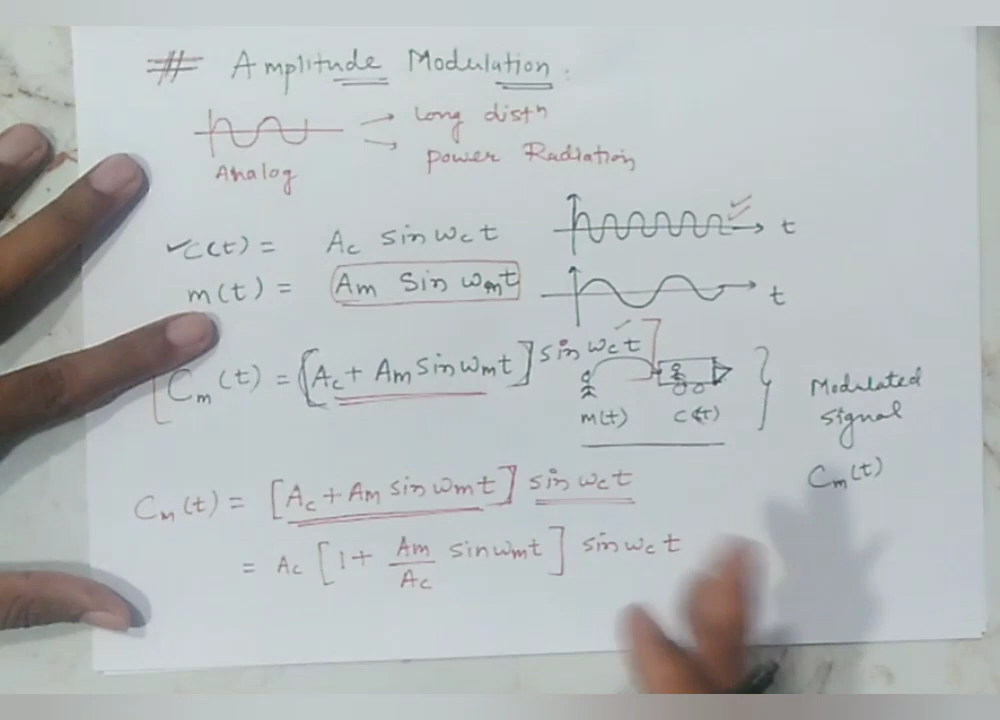 # Amplitude Modulation.
→ Long distn
Analog → power Radiation
✓c(t) = Ac sin wct t
m(t) = Am Sin wmt t
Cm(t) = [Ac + Am sin wmt] sin wct
m(t) c(t)
Modulated
signal
Cm(t)
Cm(t) = [Ac + Am sin wmt] sin wct
= Ac [1 + Am/Ac sin wmt] sin wct